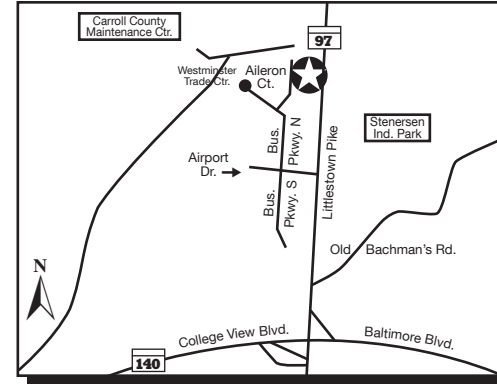 Carroll County
Maintenance Ctr.
97
Westminster
Trade Ctr.
Aileron
Ct.
Stenersen
Ind. Park
Bus.
Pkwy. N
Littlestown Pike
Airport
Dr.
Bus.
Pkwy. S
Old Bachman's Rd.
N
College View Blvd.
Baltimore Blvd.
140